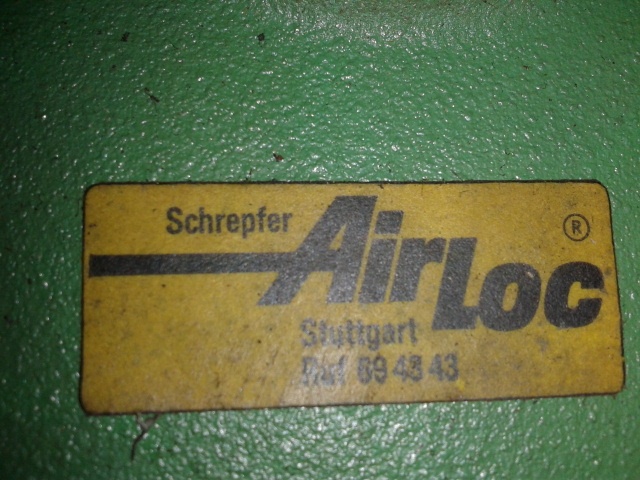 Schrepfer
AirLoc ®
Stuttgart
Ruf 69 43 43